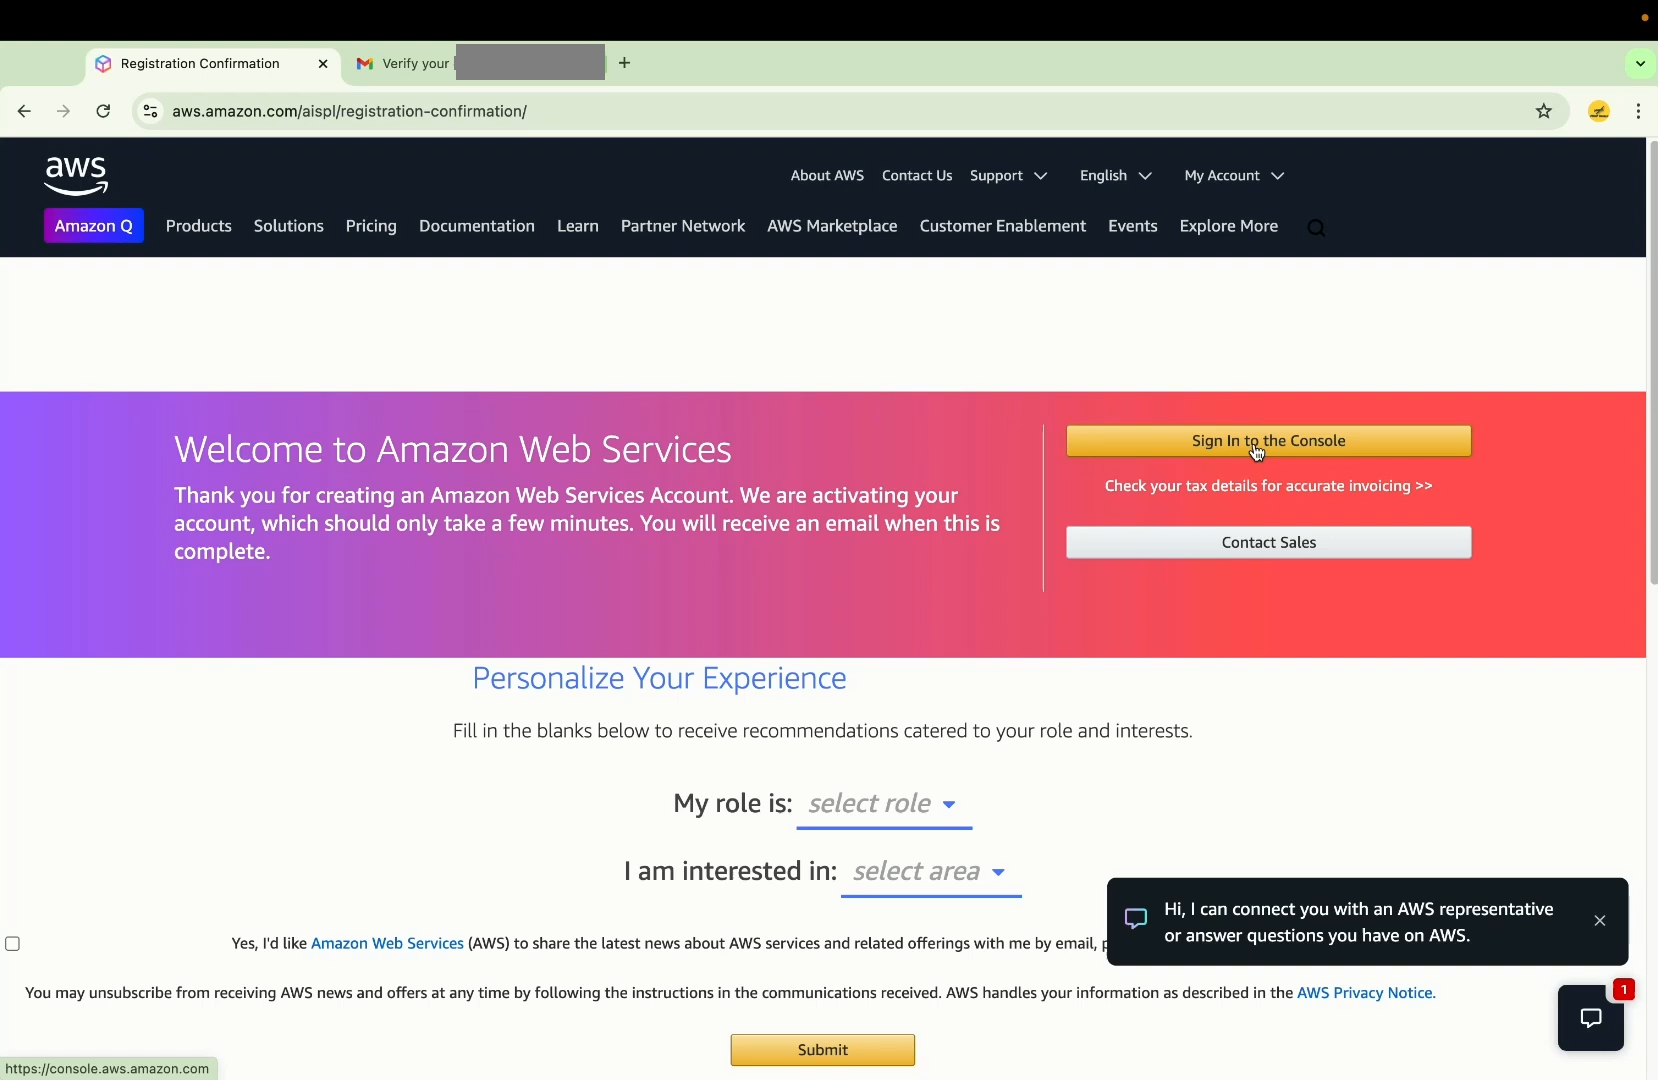 Registration Confirmation
Verify your
aws.amazon.com/aispl/registration-confirmation/
aws
About AWS Contact Us Support English My Account
Amazon Q Products Solutions Pricing Documentation Learn Partner Network AWS Marketplace Customer Enablement Events Explore More
Welcome to Amazon Web Services
Thank you for creating an Amazon Web Services Account. We are activating your
account, which should only take a few minutes. You will receive an email when this is
complete.
Sign In to the Console
Check your tax details for accurate invoicing >>
Contact Sales
Personalize Your Experience
Fill in the blanks below to receive recommendations catered to your role and interests.
My role is: select role
I am interested in: select area
Yes, I'd like Amazon Web Services (AWS) to share the latest news about AWS services and related offerings with me by email,
Hi, I can connect you with an AWS representative
or answer questions you have on AWS.
You may unsubscribe from receiving AWS news and offers at any time by following the instructions in the communications received. AWS handles your information as described in the AWS Privacy Notice.
1
Submit
https://console.aws.amazon.com